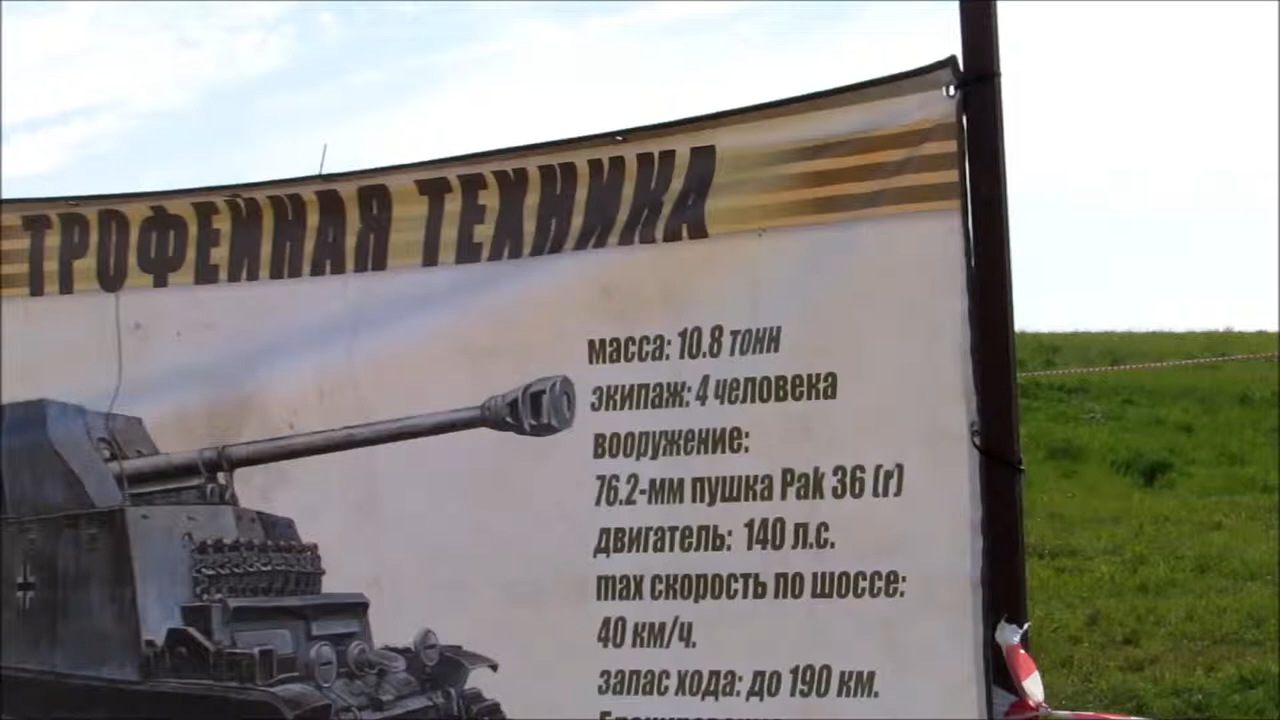 ТРОФЕЙНАЯ ТЕХНИКА
масса: 10.8 тонн
экипаж: 4 человека
вооружение:
76.2-мм пушка Pak 36 (r)
двигатель: 140 л.с.
max скорость по шоссе:
40 км/ч.
запас хода: до 190 км.